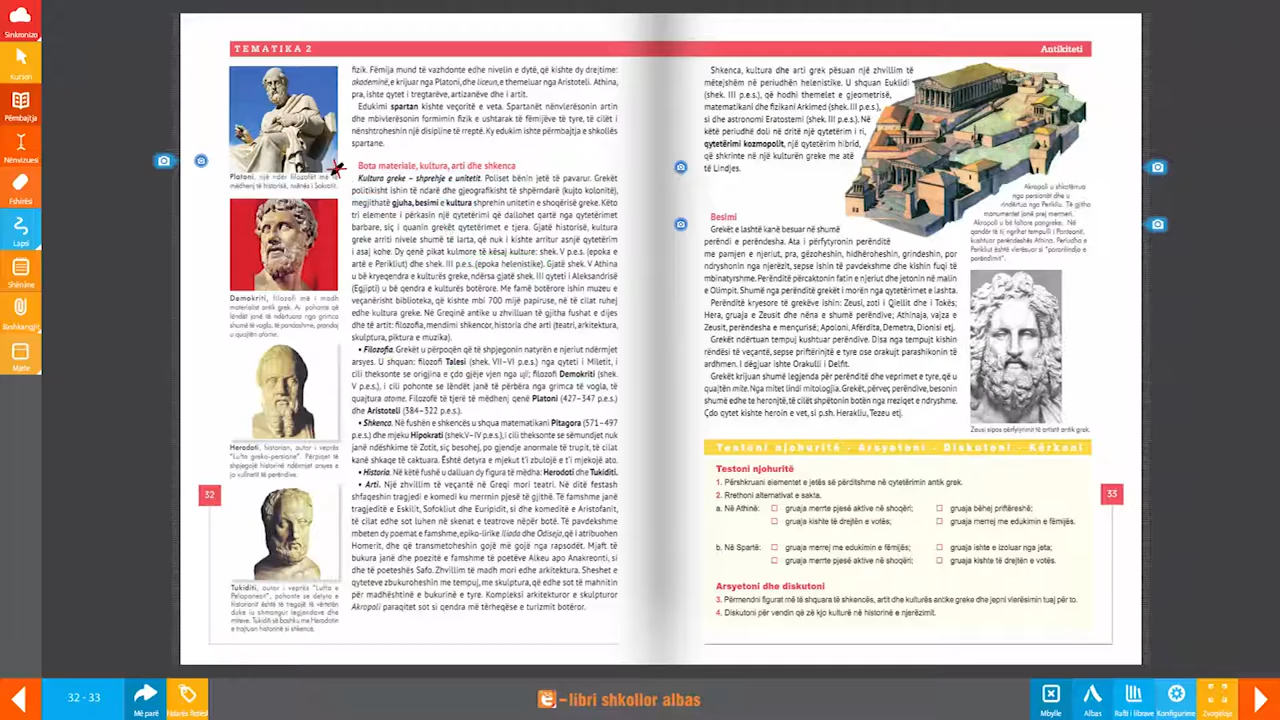 Sinkronizo
Kursori
Përmbajtja
Nënvizuesi
Fshirësi
Lapsi
Shënime
Bashkangjit
Mjete
TEMATIKA 2
Platoni, një ndër filozofët më të
mëdhenj të historisë, nxënës i Sokratit.
Demokriti, filozofi më i madh
materialist antik grek. Ai pohonte që
lëndët janë të ndërtuara nga grimca
shumë të vogla, të pandashme, prandaj
u quajtën atome.
Herodoti, historian, autor i veprës
"Lufta greko-persiane". Përpiqet të
shpjegojë historinë ndërmjet arsyes e
jo vullnetit të perëndive.
32
Tukiditi, autor i veprës "Lufta e
Peloponezit", pohonte se detyra e
historianit është të tregojë të vërtetën
duke iu shmangur legjendave dhe
miteve. Tukiditi së bashku me Herodotin
e trajtuan historinë si shkencë.
fizik. Fëmija mund të vazhdonte edhe nivelin e dytë, që kishte dy drejtime:
akademinë, e krijuar nga Platoni, dhe liceun, e themeluar nga Aristoteli. Athina,
pra, ishte qytet i tregtarëve, artizanëve dhe i artit.
Edukimi spartan kishte veçoritë e veta. Spartanët nënvlerësonin artin
dhe mbivlerësonin formimin fizik e ushtarak të fëmijëve të tyre, të cilët i
nënshtroheshin një disipline të rreptë. Ky edukim ishte përmbajtja e shkollës
spartane.
Bota materiale, kultura, arti dhe shkenca
Kultura greke – shprehje e unitetit. Poliset bënin jetë të pavarur. Grekët
politikisht ishin të ndarë dhe gjeografikisht të shpërndarë (kujto kolonitë),
megjithatë gjuha, besimi e kultura shprehin unitetin e shoqërisë greke. Këto
tri elemente i përkasin një qytetërimi që dallohet qartë nga qytetërimet
barbare, siç i quanin grekët qytetërimet e tjera. Gjatë historisë, kultura
greke arriti nivele shumë të larta, që nuk i kishte arritur asnjë qytetërim
i asaj kohe. Dy qenë pikat kulmore të kësaj kulture: shek. V p.e.s. (epoka e
artë e Perikliut) dhe shek. III p.e.s. (epoka helenistike). Gjatë shek. V Athina
u bë kryeqendra e kulturës greke, ndërsa gjatë shek. III qyteti i Aleksandrisë
(Egjipti) u bë qendra e kulturës botërore. Me famë botërore ishin muzeu e
veçanërisht biblioteka, që kishte mbi 700 mijë papiruse, në të cilat ruhej
edhe kultura greke. Në Greqinë antike u zhvilluan të gjitha fushat e dijes
dhe të artit: filozofia, mendimi shkencor, historia dhe arti (teatri, arkitektura,
skulptura, piktura e muzika).
• Filozofia. Grekët u përpoqën që të shpjegonin natyrën e njeriut ndërmjet
arsyes. U shquan: filozofi Talesi (shek. VII–VI p.e.s.) nga qyteti i Miletit, i
cili theksonte se origjina e çdo gjëje vjen nga uji; filozofi Demokriti (shek.
V p.e.s.), i cili pohonte se lëndët janë të përbëra nga grimca të vogla, të
quajtura atome. Filozofë të tjerë të mëdhenj qenë Platoni (427–347 p.e.s.)
dhe Aristoteli (384–322 p.e.s.).
• Shkenca. Në fushën e shkencës u shqua matematikani Pitagora (571–497
p.e.s.) dhe mjeku Hipokrati (shek. V–IV p.e.s.), i cili theksonte se sëmundjet nuk
janë ndëshkime të Zotit, siç besohej, po gjendje anormale të trupit, të cilat
kanë shkage të caktuara. Është detyra e mjekut t'i zbulojë e t'i mjekojë ato.
• Historia. Në këtë fushë u dalluan dy figura të mëdha: Herodoti dhe Tukiditi.
• Arti. Një zhvillim të veçantë në Greqi mori teatri. Në ditë festash
shfaqeshin tragjedi e komedi ku merrnin pjesë të gjithë. Të famshme janë
tragjeditë e Eskilit, Sofokliut dhe Euripidit, si dhe komeditë e Aristofanit,
të cilat edhe sot luhen në skenat e teatrove nëpër botë. Të pavdekshme
mbeten dy poemat e famshme, epiko-lirike Iliada dhe Odiseja, që i atribuohen
Homerit, dhe që transmetoheshin gojë më gojë nga rapsodët. Mjaft të
bukura janë dhe poezitë e famshme të poetëve Alkeu apo Anakreonti, si
dhe të poeteshës Safo. Zhvillim të madh mori edhe arkitektura. Sheshet e
qyteteve zbukuroheshin me tempuj, me skulptura, që edhe sot të mahnitin
për madhështinë e bukurinë e tyre. Kompleksi arkitekturor e skulpturor
Akropoli paraqitet sot si qendra më tërheqëse e turizmit botëror.
Antikiteti
Shkenca, kultura dhe arti grek pësuan një zhvillim të
mëtejshëm në periudhën helenistike. U shquan Euklidi
(shek. III p.e.s), që hodhi themelet e gjeometrisë,
matematikani dhe fizikani Arkimed (shek. III p.e.s.),
si dhe astronomi Eratostemi (shek. III p.e.s.). Në
këtë periudhë doli në dritë një qytetërim i ri,
qytetërimi kozmopolit, një qytetërim hibrid,
që shkrinte në një kulturën greke me atë
të Lindjes.
Akropoli u shkatërrua
nga persianët dhe u
rindërtua nga Perikliu. Të gjitha
monumentet janë prej mermeri.
Akropoli u bë faltore pangreke. Në
qendër të tij ngrihet tempulli i Partenonit,
kushtuar perëndeshës Athina. Periudha e
Perikliut është vlerësuar si "pararëndja e
perëndimit".
Besimi
Grekët e lashtë kanë besuar në shumë
perëndi e perëndesha. Ata i përfytyronin perënditë
me pamjen e njeriut, pra, gëzoheshin, hidhëroheshin, grindeshin, por
ndryshonin nga njerëzit, sepse ishin të pavdekshme dhe kishin fuqi të
mbinatyrshme. Perënditë përcaktonin fatin e njeriut dhe jetonin në malin
e Olimpit. Shumë nga perënditë grekët i morën nga qytetërimet e lashta.
Perënditë kryesore të grekëve ishin: Zeusi, zoti i Qiellit dhe i Tokës;
Hera, gruaja e Zeusit dhe nëna e shumë perëndive; Athinaja, vajza e
Zeusit, perëndesha e mençurisë; Apoloni, Afërdita, Demetra, Dionisi etj.
Grekët ndërtuan tempuj kushtuar perëndive. Disa nga tempujt kishin
rëndësi të veçantë, sepse priftërinjtë e tyre ose orakujt parashikonin të
ardhmen. I dëgjuar ishte Orakulli i Delfit.
Grekët krijuan shumë legjenda për perënditë dhe veprimet e tyre, që u
quajtën mite. Nga mitet lindi mitologjia. Grekët, përveç perëndive, besonin
shumë edhe te heronjtë, të cilët shpëtonin botën nga rreziqet e ndryshme.
Çdo qytet kishte heroin e vet, si p.sh. Herakliu, Tezeu etj.
Zeusi sipas përfytyrimit të artistit antik grek.
Testoni njohuritë - Arsyetoni - Diskutoni - Kërkoni
Testoni njohuritë
1. Përshkruani elementet e jetës së përditshme në qytetërimin antik grek.
2. Rrethoni alternativat e sakta.
a. Në Athinë: gruaja merrte pjesë aktive në shoqëri; gruaja bëhej priftëreshë;
gruaja kishte të drejtën e votës; gruaja merrej me edukimin e fëmijës.
b. Në Spartë: gruaja merrej me edukimin e fëmijës; gruaja ishte e izoluar nga jeta;
gruaja merrte pjesë aktive në shoqëri; gruaja kishte të drejtën e votës.
Arsyetoni dhe diskutoni
3. Përmendni figurat më të shquara të shkencës, artit dhe kulturës antike greke dhe jepni vlerësimin tuaj për to.
4. Diskutoni për vendin që zë kjo kulturë në historinë e njerëzimit.
33
32 - 33
Më parë
Ndarës fletësh
e-libri shkollor albas
Mbylle
Albas
Rafti i librave
Konfigurime
Zvogëloje